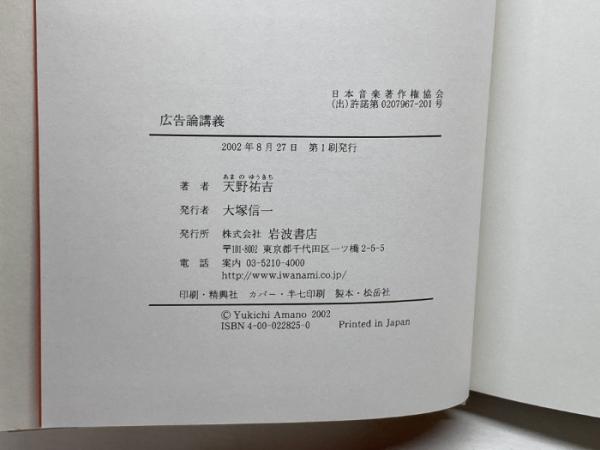 日本音楽著作権協会
(出)許諾第0207967-201号
広告論講義
2002年8月27日 第1刷発行
あまのゆうきち
著者 天野祐吉
発行者 大塚信一
発行所 株式会社 岩波書店
〒101-8002 東京都千代田区一ツ橋2-5-5
電話 案内 03-5210-4000
http://www.iwanami.co.jp/
印刷・精興社 カバー・半七印刷 製本・松岳社
© Yukichi Amano 2002
ISBN 4-00-022825-0 Printed in Japan